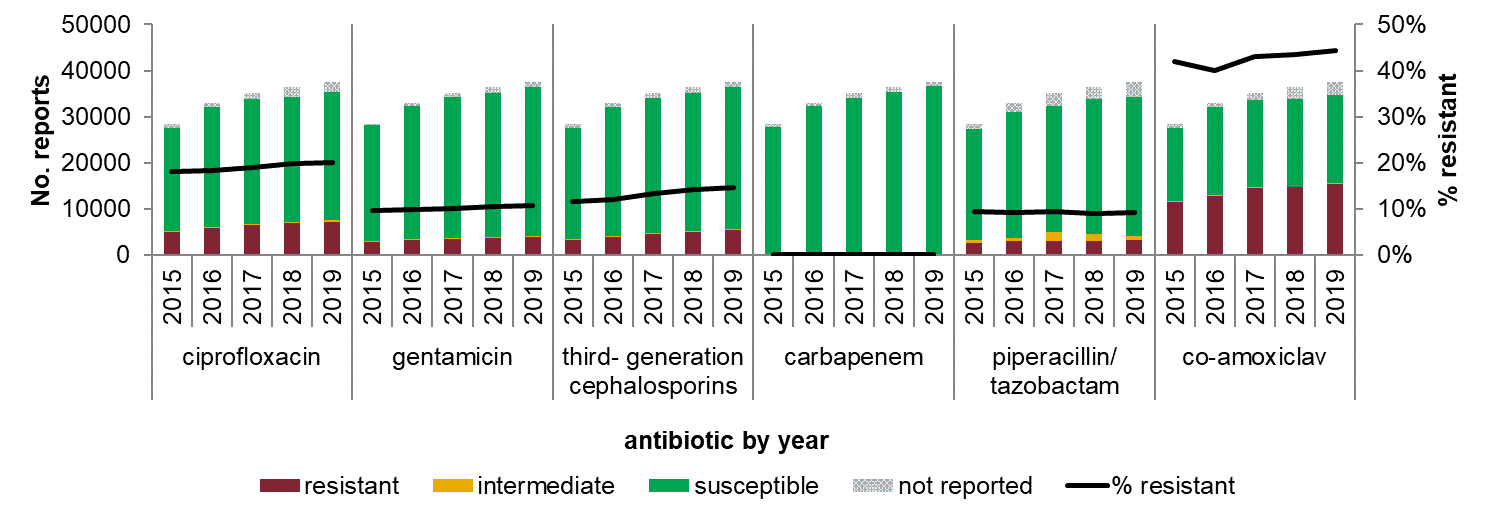 50000
40000
30000
20000
10000
0
No. reports
50%
40%
30%
20%
10%
0%
% resistant
2015 2016 2017 2018 2019 2015 2016 2017 2018 2019 2015 2016 2017 2018 2019 2015 2016 2017 2018 2019 2015 2016 2017 2018 2019 2015 2016 2017 2018 2019
ciprofloxacin
gentamicin
third- generation
cephalosporins
carbapenem
piperacillin/
tazobactam
co-amoxiclav
antibiotic by year
resistant intermediate susceptible not reported % resistant